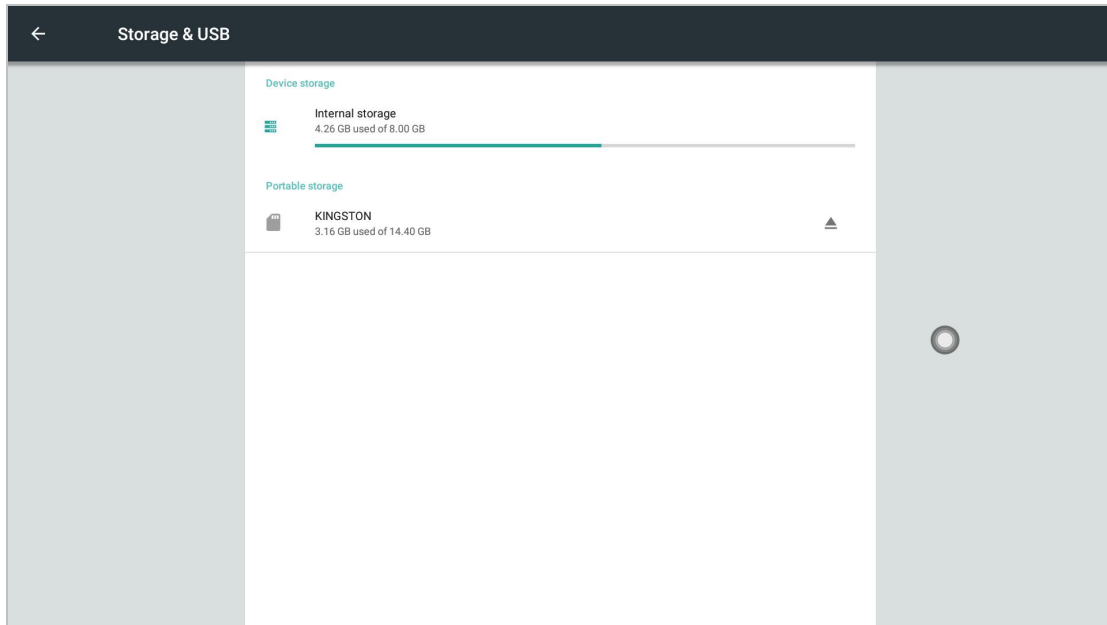 Storage & USB
Device storage
Internal storage
4.26 GB used of 8.00 GB
Portable storage
KINGSTON
3.16 GB used of 14.40 GB